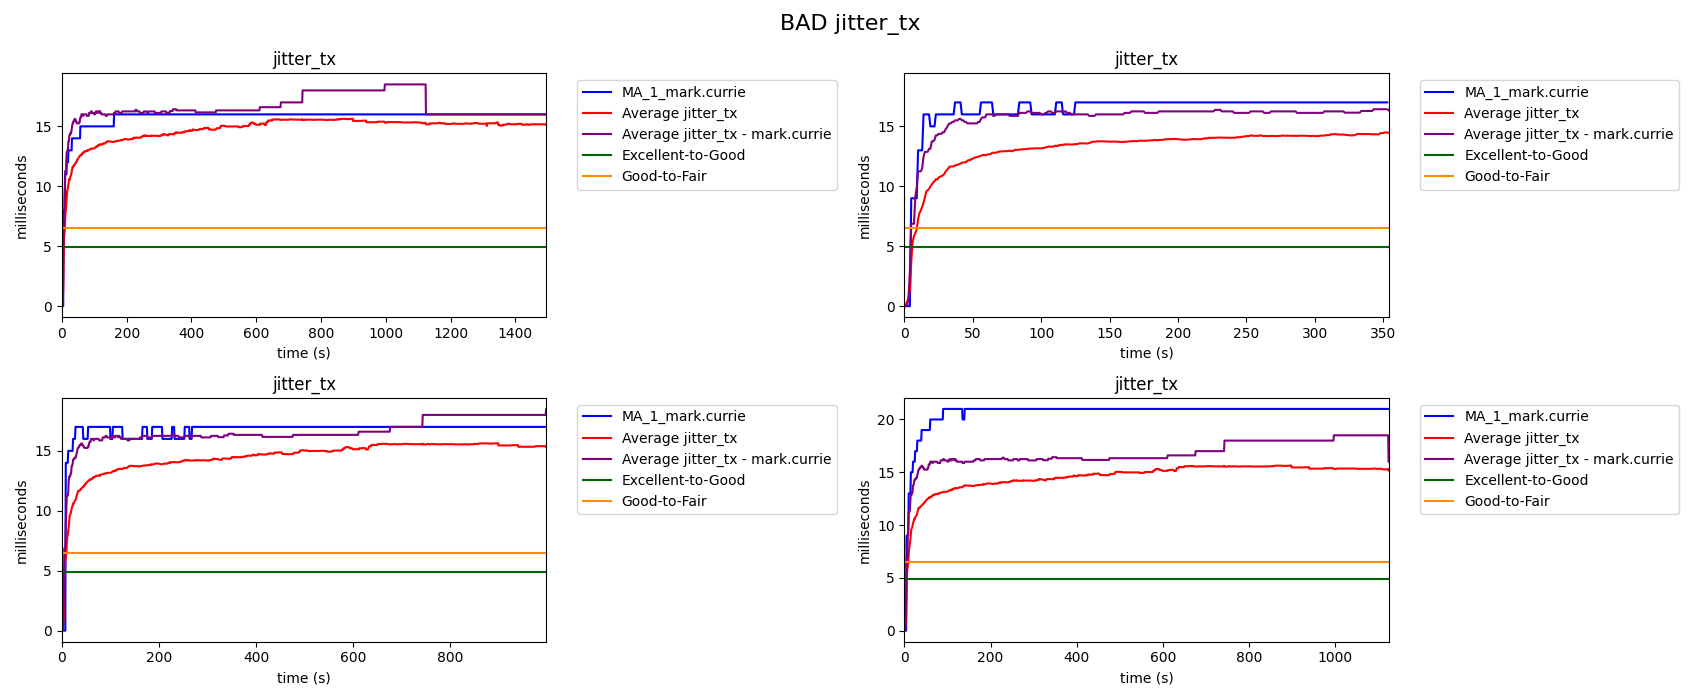 BAD jitter_tx
jitter_tx
milliseconds
15
10
5
0
0 200 400 600 800 1000 1200 1400
time (s)
MA_1_mark.currie
Average jitter_tx
Average jitter_tx - mark.currie
Excellent-to-Good
Good-to-Fair
jitter_tx
milliseconds
15
10
5
0
0 50 100 150 200 250 300 350
time (s)
MA_1_mark.currie
Average jitter_tx
Average jitter_tx - mark.currie
Excellent-to-Good
Good-to-Fair
jitter_tx
milliseconds
15
10
5
0
0 200 400 600 800
time (s)
MA_1_mark.currie
Average jitter_tx
Average jitter_tx - mark.currie
Excellent-to-Good
Good-to-Fair
jitter_tx
milliseconds
20
15
10
5
0
0 200 400 600 800 1000
time (s)
MA_1_mark.currie
Average jitter_tx
Average jitter_tx - mark.currie
Excellent-to-Good
Good-to-Fair